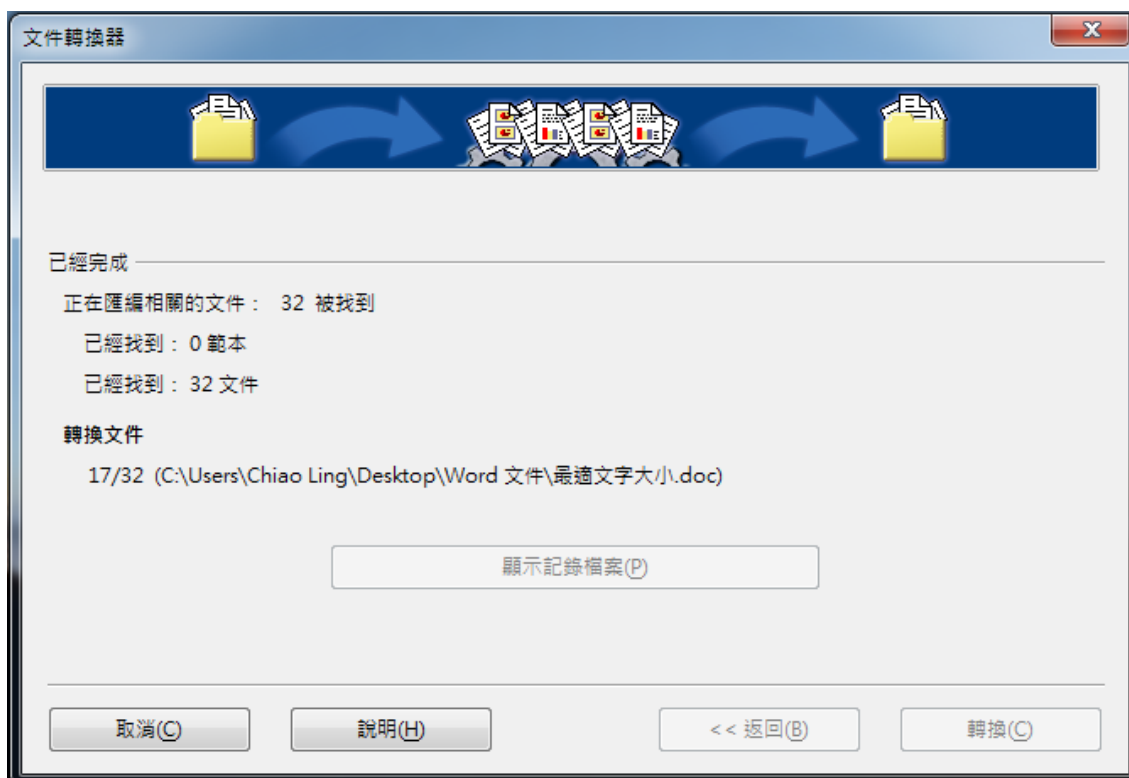 文件轉換器
已經完成
正在匯編相關的文件： 32 被找到
已經找到：0 範本
已經找到：32 文件
轉換文件
17/32 (C:\Users\Chiao Ling\Desktop\Word 文件\最適文字大小.doc)
顯示記錄檔案(P)
取消(C) 說明(H) << 返回(B) 轉換(C)